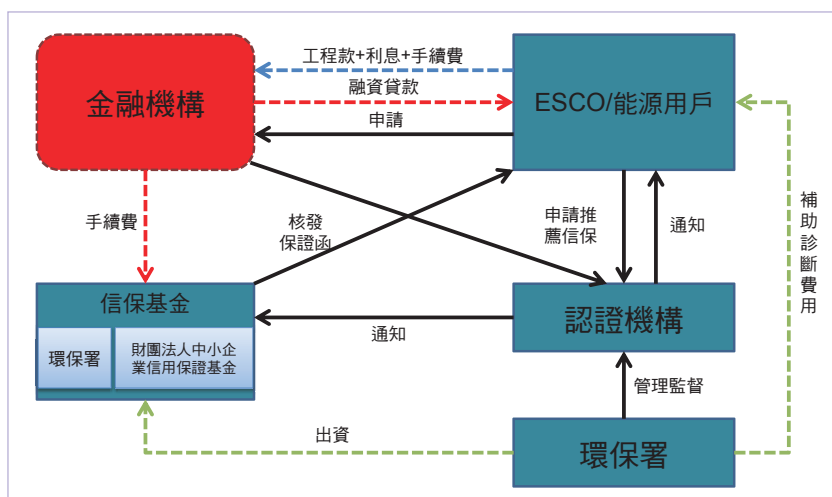 工程款+利息+手續費
金融機構
融資貸款
ESCO/能源用戶
申請
手續費
核發
保證函
申請推
薦信保
通知
補助診斷費用
信保基金
環保署
財團法人中小企
業信用保證基金
通知
認證機構
管理監督
出資
環保署